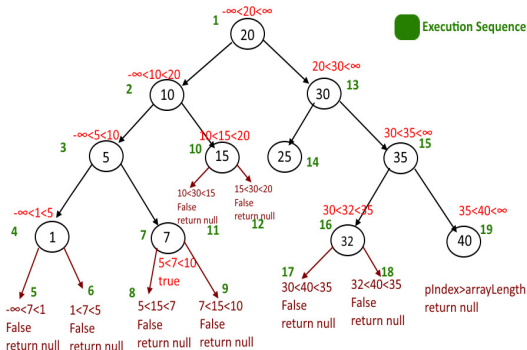 1
-∞<20<∞
20
Execution Sequence
2
-∞<10<20
10
20<30<∞
30
13
3
-∞<5<10
5
10<15<20
10
15
25
14
30<35<∞
15
35
10<30<15
False
return null
11
15<30<20
False
return null
12
4
-∞<1<5
1
7
7
5<7<10
true
30<32<35
16
32
35<40<∞
19
40
5
-∞<7<1
False
return null
6
1<7<5
False
return null
8
5<15<7
False
return null
9
7<15<10
False
return null
17
30<40<35
False
return null
18
32<40<35
False
return null
pIndex>arrayLength
return null